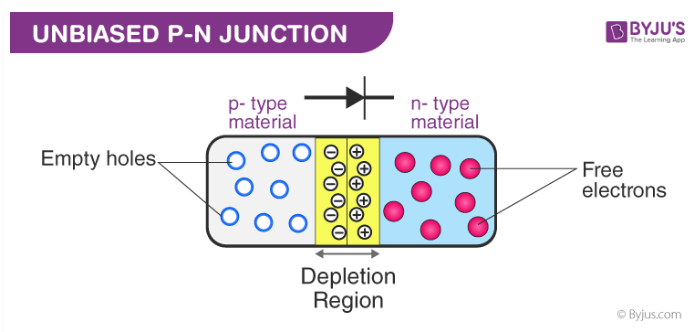 UNBIASED P-N JUNCTION
BYJU'S
The Learning App
p- type
material
n- type
material
Empty holes
Free
electrons
Depletion
Region
© Byjus.com